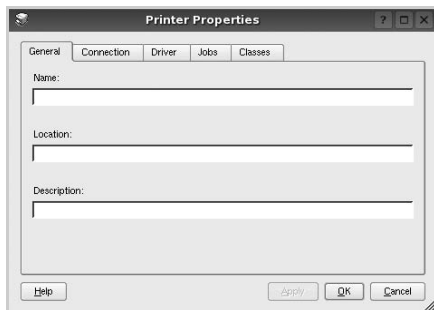 Printer Properties ?
General Connection Driver Jobs Classes
Name:
Location:
Description:
Help Apply OK Cancel